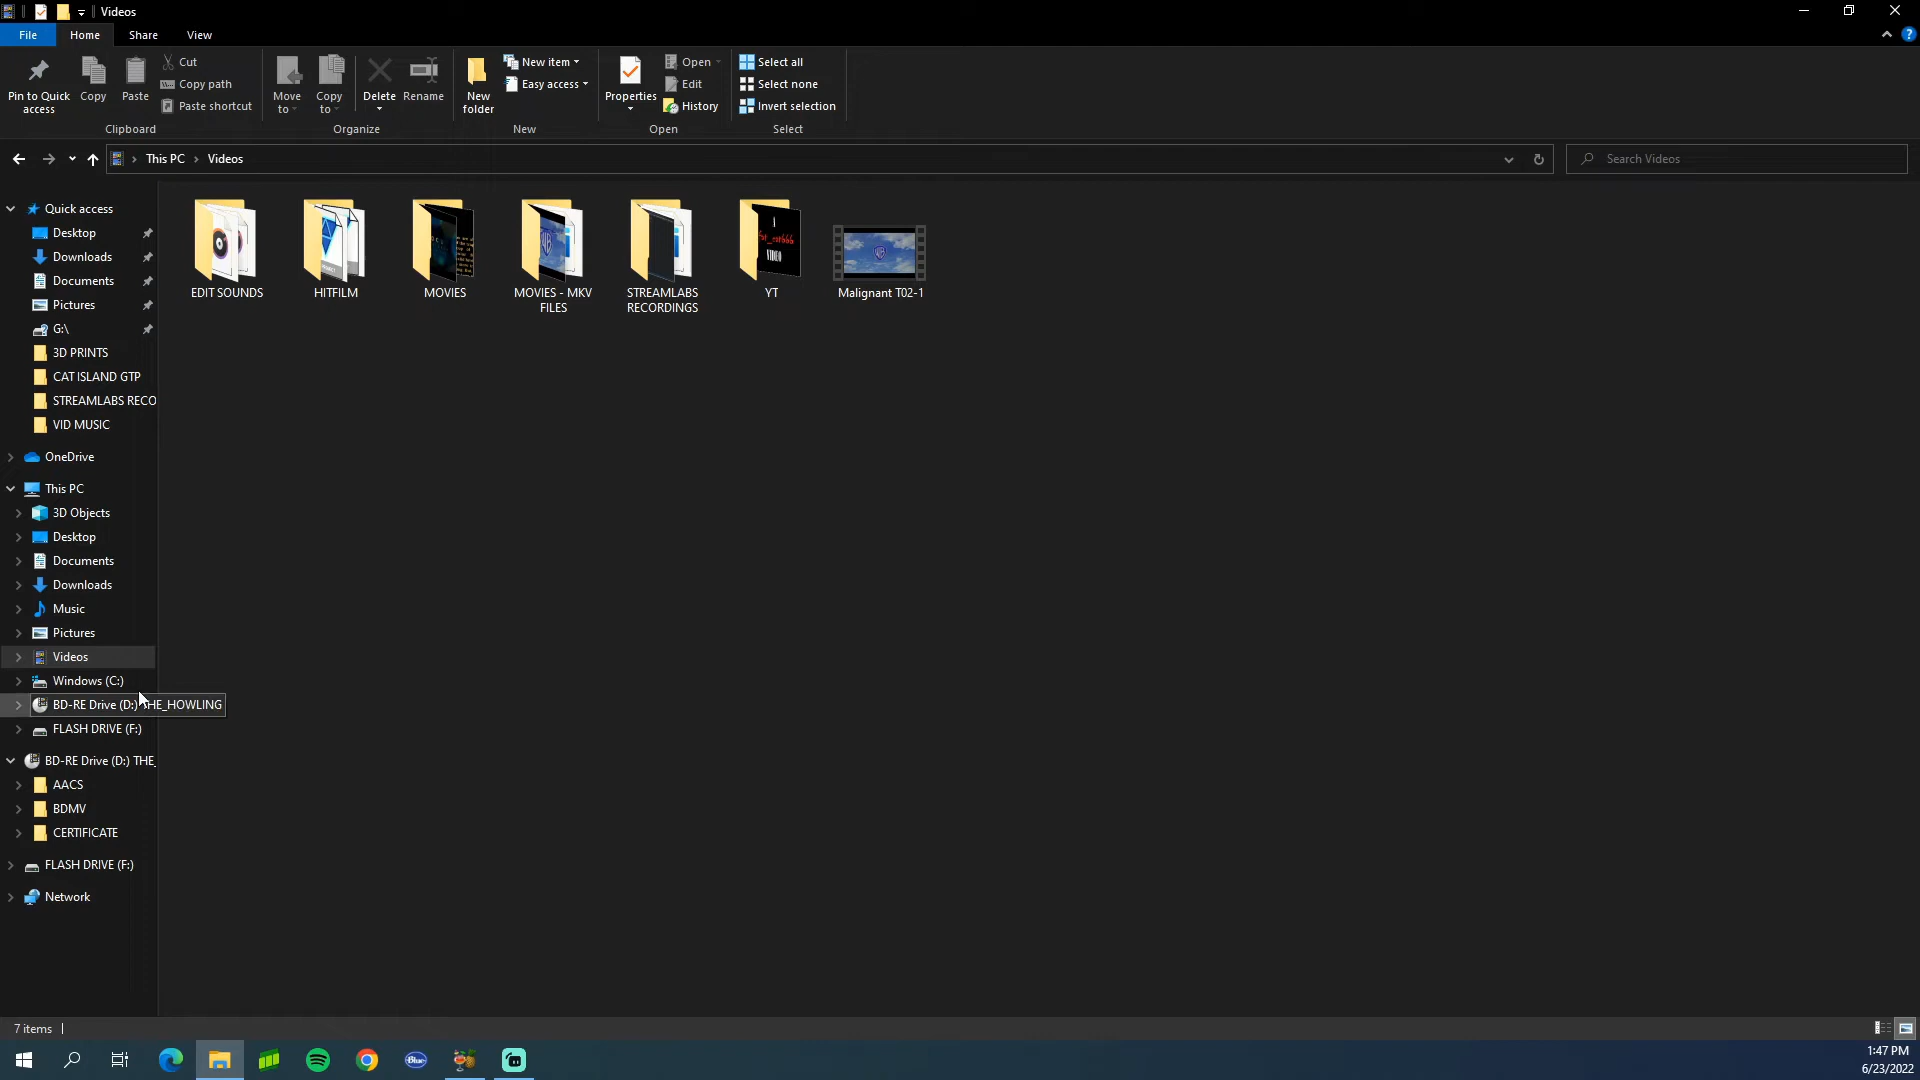 Videos
File Home Share View
Pin to Quick access
Copy
Paste
Cut
Copy path
Paste shortcut
Clipboard
Move to
Copy to
Delete
Rename
Organize
New folder
New item
Easy access
New
Properties
Open
Edit
History
Open
Select all
Select none
Invert selection
Select
This PC > Videos
Search Videos
Quick access
Desktop
Downloads
Documents
Pictures
G:\
3D PRINTS
CAT ISLAND GTP
STREAMLABS RECO
VID MUSIC
OneDrive
This PC
3D Objects
Desktop
Documents
Downloads
Music
Pictures
Videos
Windows (C:)
BD-RE Drive (D:) THE_HOWLING
FLASH DRIVE (F:)
BD-RE Drive (D:) THE_
AACS
BDMV
CERTIFICATE
FLASH DRIVE (F:)
Network
EDIT SOUNDS
HITFILM
MOVIES
MOVIES - MKV
FILES
STREAMLABS
RECORDINGS
YT
Malignant T02-1
VIDEO
7 items
Blue
1:47 PM
6/23/2022